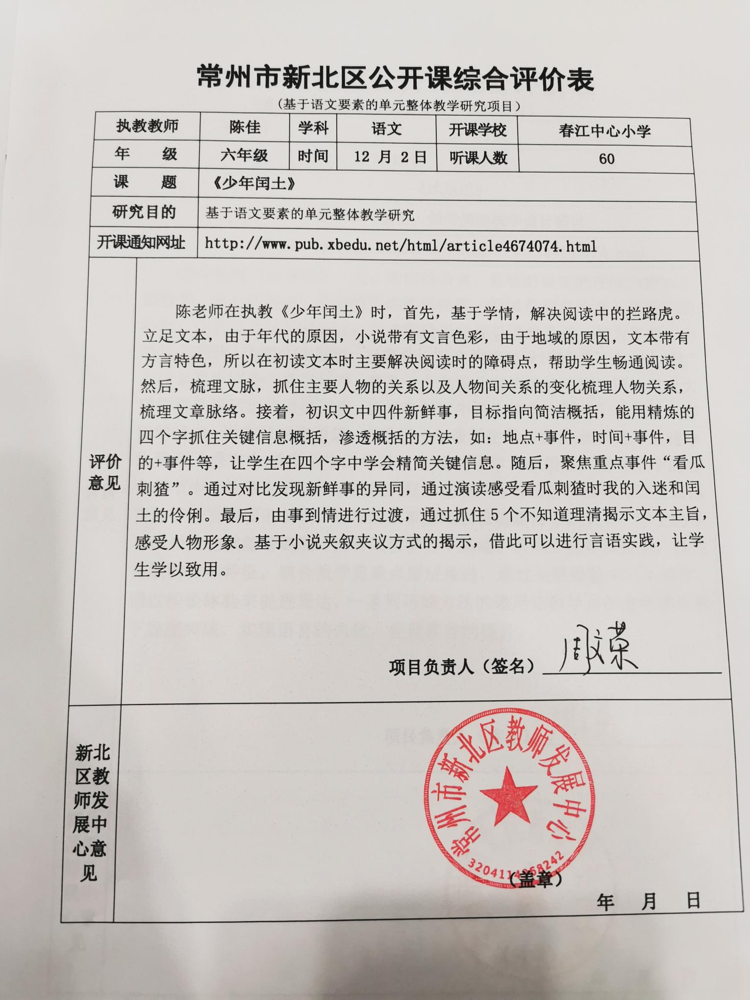 常州市新北区公开课综合评价表
（基于语文要素的单元整体教学研究项目）
执教教师 陈佳 学科 语文 开课学校 春江中心小学
年 级 六年级 时间 12 月 2日 听课人数 60
课 题 《少年闰土》
研究目的 基于语文要素的单元整体教学研究
开课通知网址 http://www.pub.xbedu.net/html/article4674074.html
评价
意见
陈老师在执教《少年闰土》时，首先，基于学情，解决阅读中的拦路虎。
立足文本，由于年代的原因，小说带有文言色彩，由于地域的原因，文本带有
方言特色，所以在初读文本时主要解决阅读时的障碍点，帮助学生畅通阅读。
然后，梳理文脉，抓住主要人物的关系以及人物间关系的变化梳理人物关系，
梳理文章脉络。接着，初识文中四件新鲜事，目标指向简洁概括，能用精炼的
四个字抓住关键信息概括，渗透概括的方法，如：地点+事件，时间+事件，目
的+事件等，让学生在四个字中学会精简关键信息。随后，聚焦重点事件“看瓜
刺猹”。通过对比发现新鲜事的异同，通过演读感受看瓜刺猹时我的入迷和闰
土的伶俐。最后，由事到情进行过渡，通过抓住 5 个不知道理清揭示文本主旨，
感受人物形象。基于小说夹叙夹议方式的揭示，借此可以进行言语实践，让学
生学以致用。
项目负责人（签名） 周文荣
新北
区教
师发
展中
心意
见
常州市新北区教师发展中心
（盖章）
年 月 日